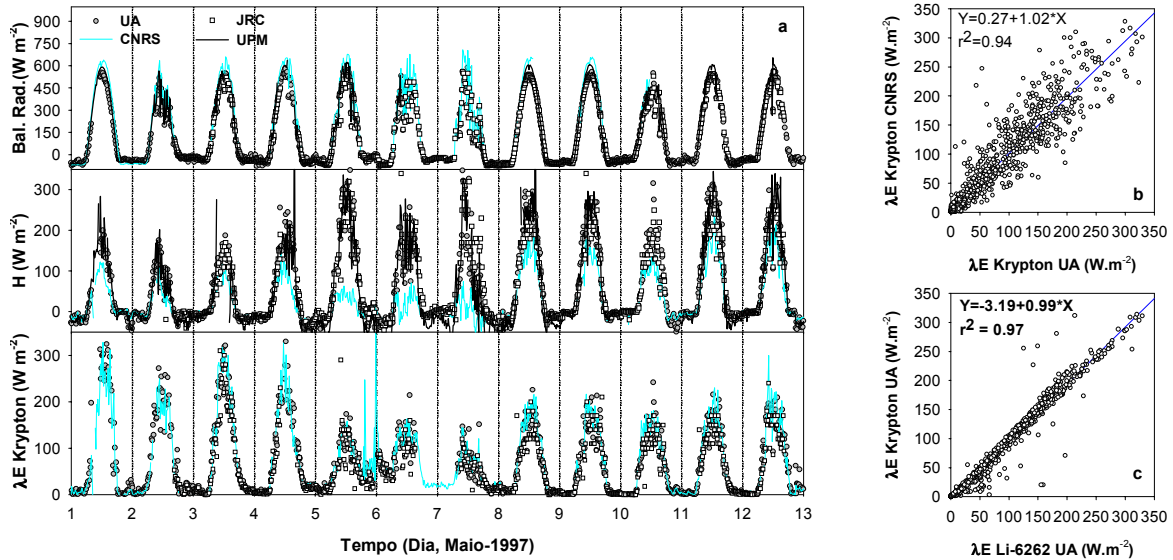 UA
JRC
CNRS
UPM
a
Bal. Rad.(W m-2)
900
750
600
450
300
150
0
H (W m-2)
300
200
100
0
λE Krypton (W m-2)
300
200
100
0
1 2 3 4 5 6 7 8 9 10 11 12 13
Tempo (Dia, Maio-1997)
Y=0.27+1.02*X
r2=0.94
b
λE Krypton CNRS (W.m-2)
350
300
250
200
150
100
50
0
0 50 100 150 200 250 300 350
λE Krypton UA (W.m-2)
Y=-3.19+0.99*X
r2 = 0.97
c
λE Krypton UA (W.m-2)
350
300
250
200
150
100
50
0
0 50 100 150 200 250 300 350
λE Li-6262 UA (W.m-2)